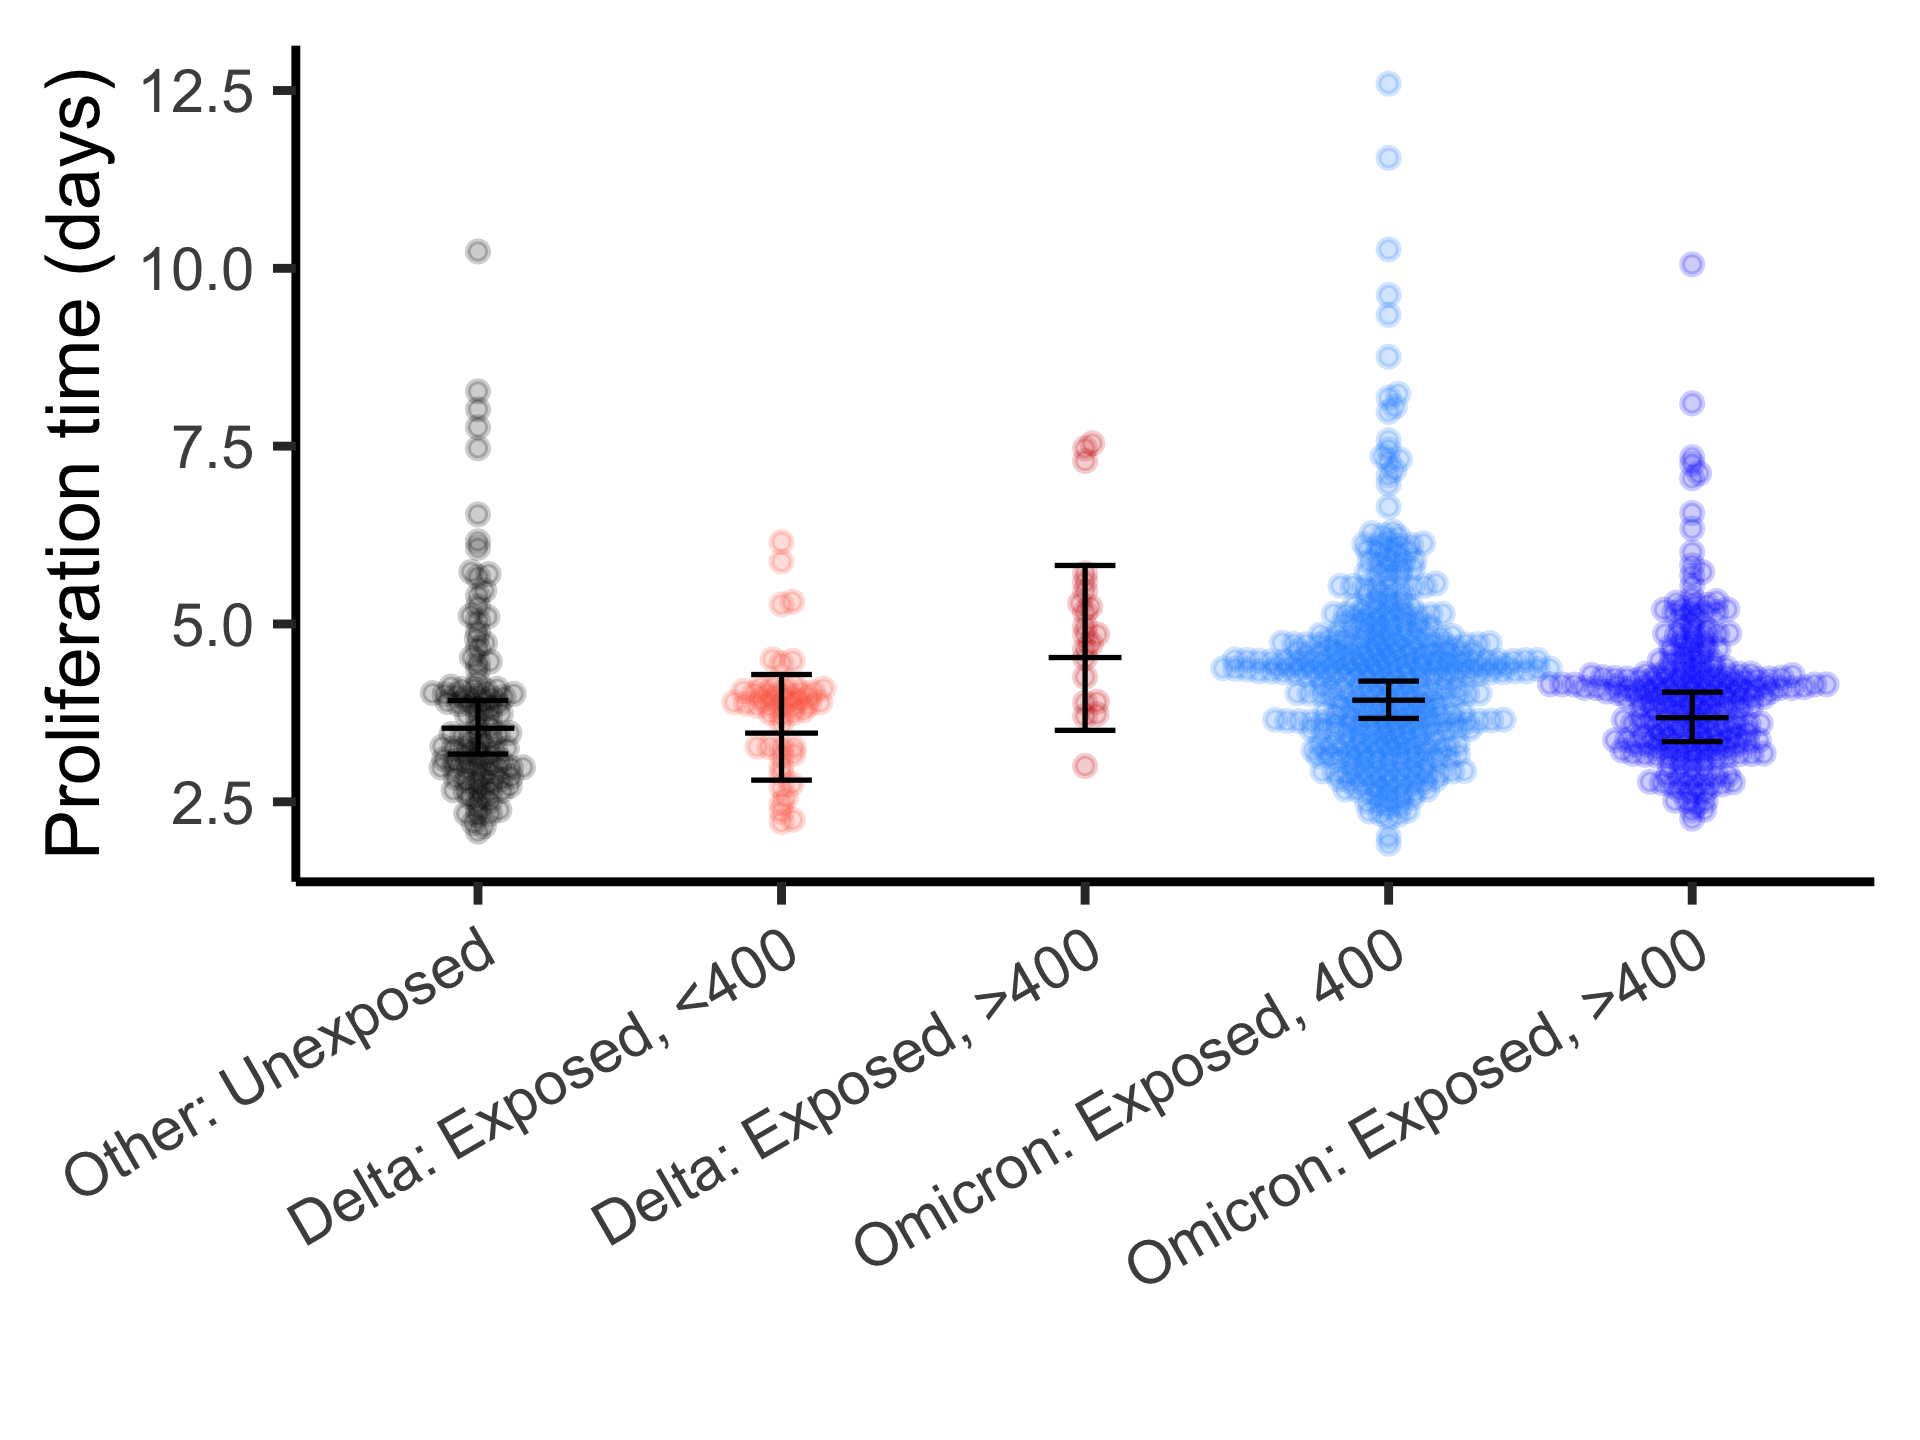 Proliferation time (days)
12.5
10.0
7.5
5.0
2.5
Other: Unexposed
Delta: Exposed, <400
Delta: Exposed, >400
Omicron: Exposed, 400
Omicron: Exposed, >400